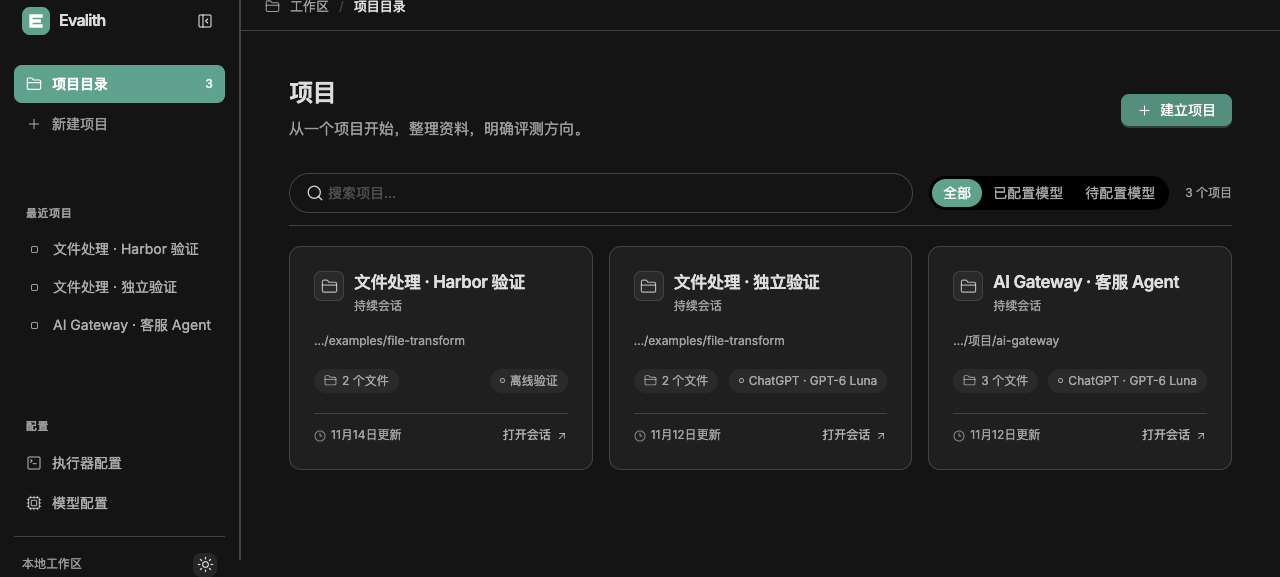 Evalith
项目目录 3
新建项目
最近项目
文件处理 · Harbor 验证
文件处理 · 独立验证
AI Gateway · 客服 Agent
配置
执行器配置
模型配置
本地工作区
工作区 / 项目目录
项目
从一个项目开始，整理资料，明确评测方向。
建立项目
搜索项目...
全部 已配置模型 待配置模型 3 个项目
文件处理 · Harbor 验证
持续会话
.../examples/file-transform
2 个文件 离线验证
11月14日更新 打开会话
文件处理 · 独立验证
持续会话
.../examples/file-transform
2 个文件 ChatGPT · GPT-6 Luna
11月12日更新 打开会话
AI Gateway · 客服 Agent
持续会话
.../项目/ai-gateway
3 个文件 ChatGPT · GPT-6 Luna
11月12日更新 打开会话